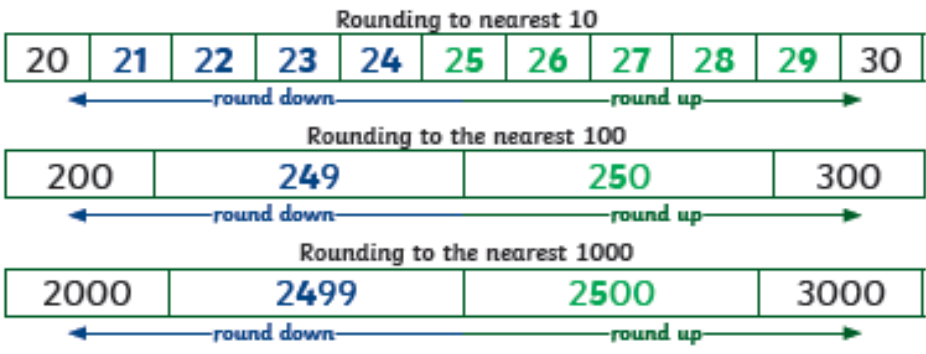 Rounding to nearest 10
20 21 22 23 24 25 26 27 28 29 30
round down round up
Rounding to the nearest 100
200 249 250 300
round down round up
Rounding to the nearest 1000
2000 2499 2500 3000
round down round up